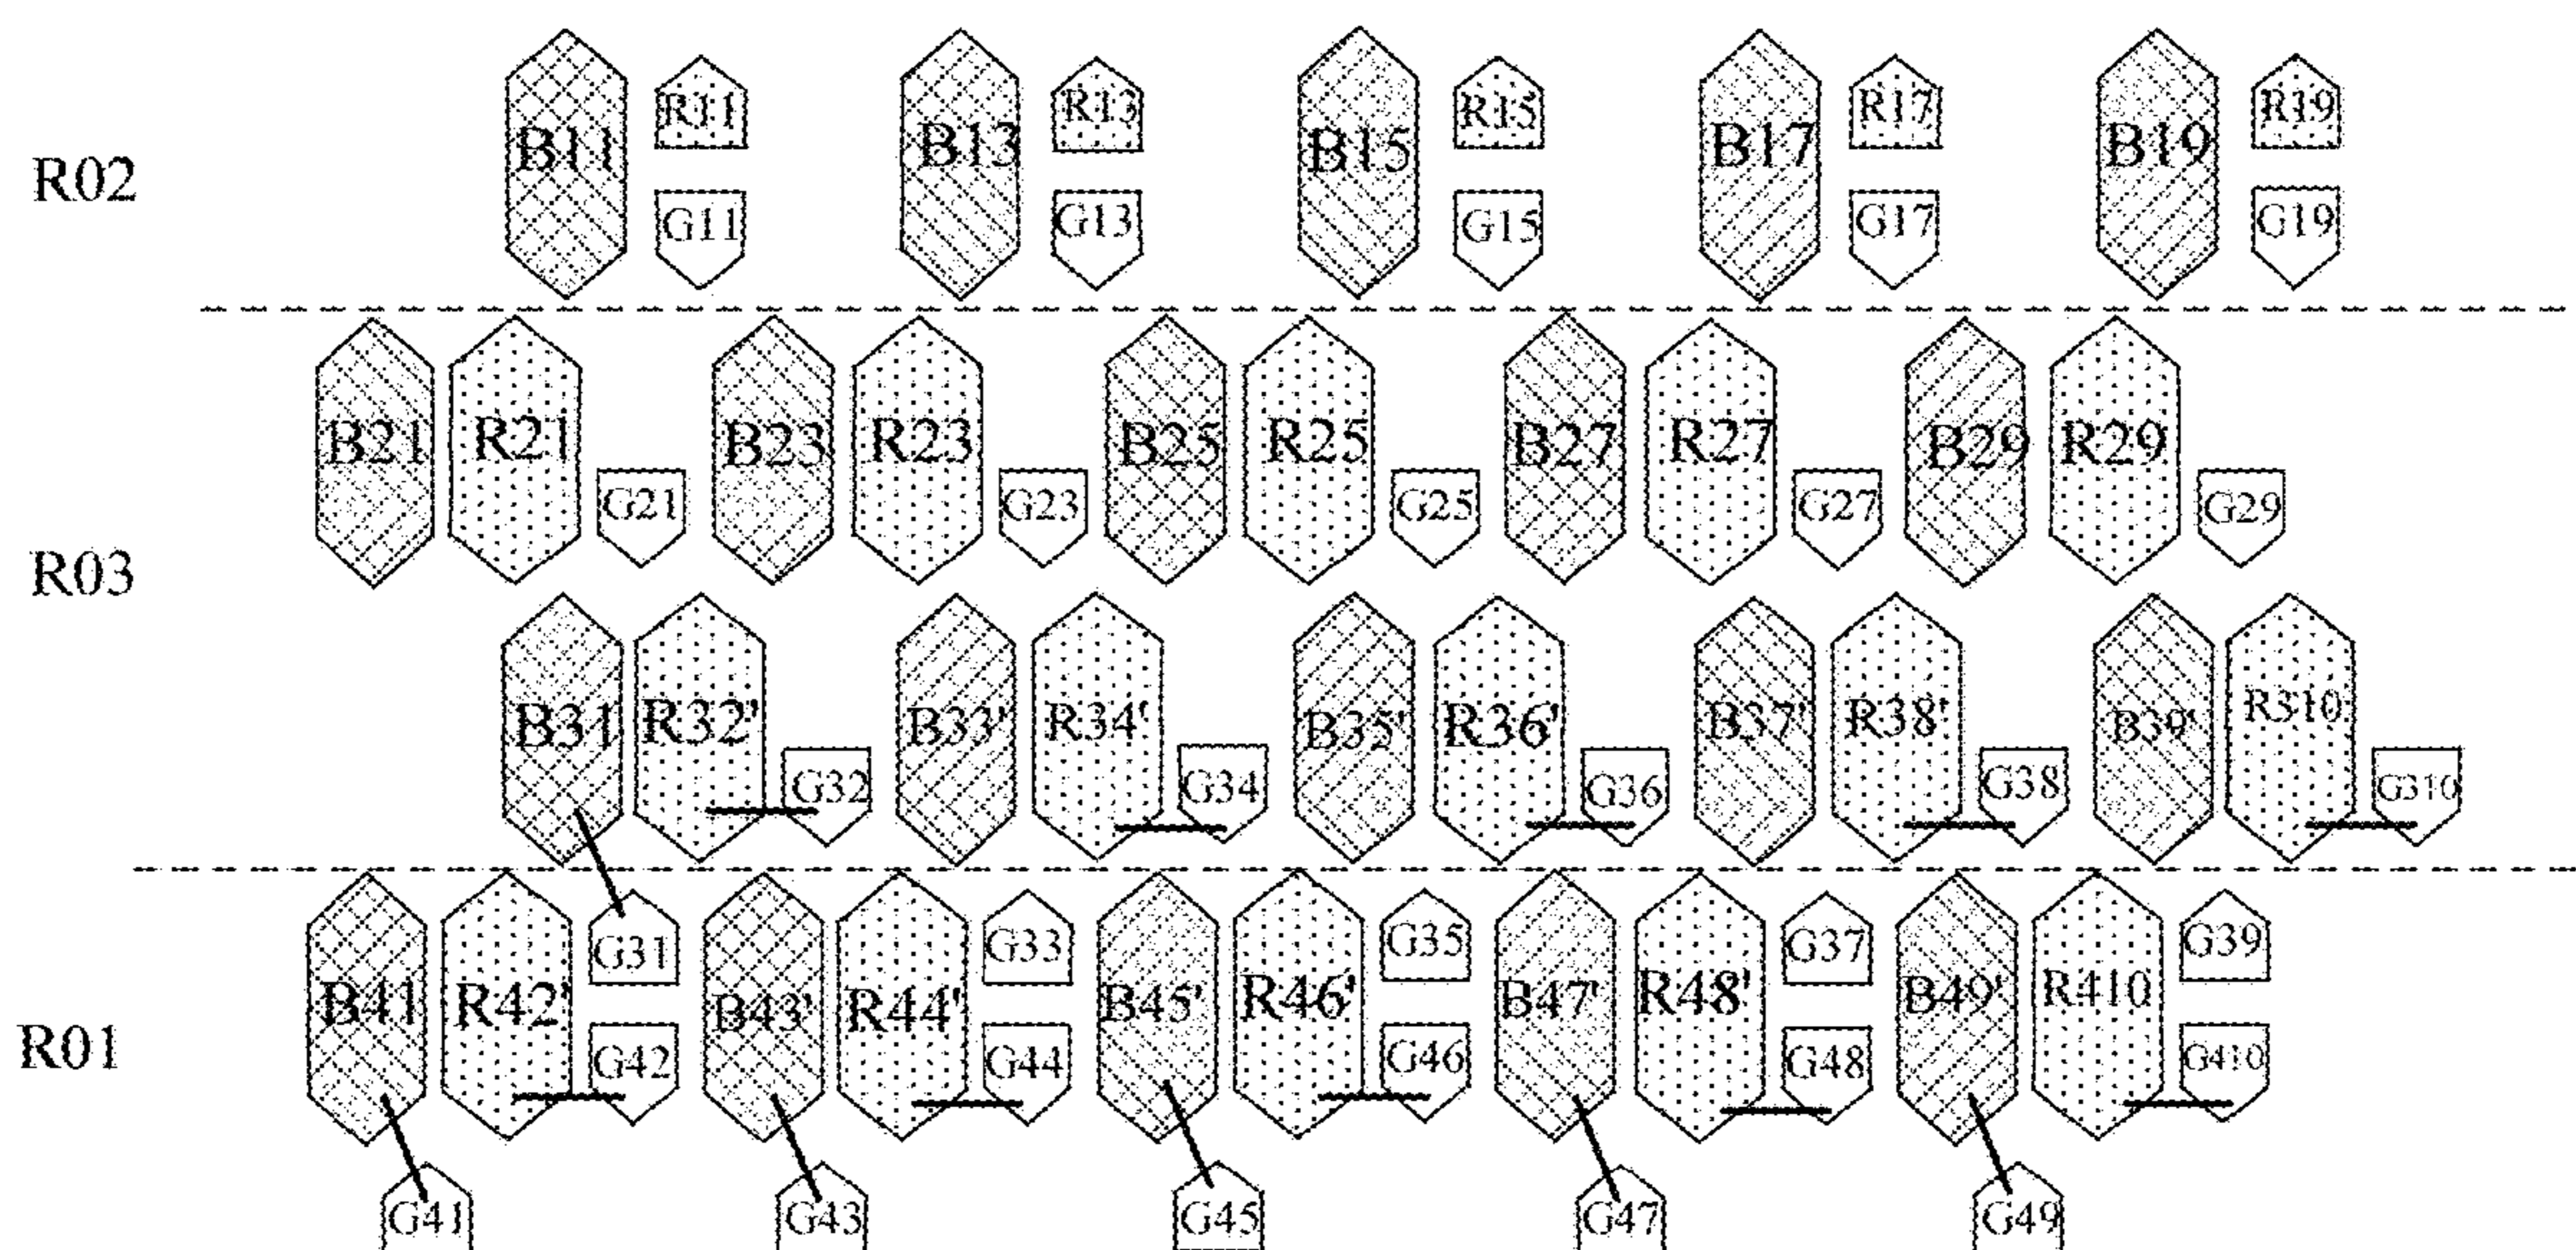 R11 R13 R15 R17 R19
R02 B11 B13 B15 B17 B19
G11 G13 G15 G17 G19
B21 R21 B23 R23 B25 R25 B27 R27 B29 R29
G21 G23 G25 G27 G29
R03
B31 R32' B33' R34' B35' R36' B37' R38' B39' R310
G32 G34 G36 G38 G310
G31 G33 G35 G37 G39
R01 B41 R42' B43' R44' B45' R46' B47' R48' B49' R410
G42 G44 G46 G48 G410
G41 G43 G45 G47 G49